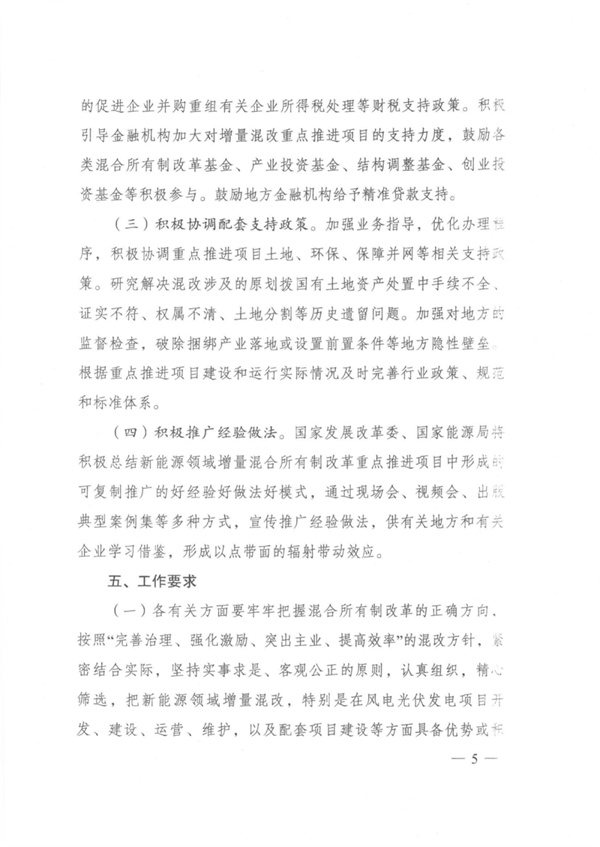 的促进企业并购重组有关企业所得税处理等财税支持政策。积极
引导金融机构加大对增量混改重点推进项目的支持力度，鼓励各
类混合所有制改革基金、产业投资基金、结构调整基金、创业投
资基金等积极参与。鼓励地方金融机构给予精准贷款支持。
（三）积极协调配套支持政策。加强业务指导，优化办理程
序，积极协调重点推进项目土地、环保、保障并网等相关支持政
策。研究解决混改涉及的原划拨国有土地资产处置中手续不全、
证实不符、权属不清、土地分割等历史遗留问题。加强对地方的
监督检查，破除捆绑产业落地或设置前置条件等地方隐性壁垒。
根据重点推进项目建设和运行实际情况及时完善行业政策、规范
和标准体系。
（四）积极推广经验做法。国家发展改革委、国家能源局将
积极总结新能源领域增量混合所有制改革重点推进项目中形成的
可复制推广的好经验好做法好模式，通过现场会、视频会、出版
典型案例集等多种方式，宣传推广经验做法，供有关地方和有关
企业学习借鉴，形成以点带面的辐射带动效应。
五、工作要求
（一）各有关方面要牢牢把握混合所有制改革的正确方向，
按照“完善治理、强化激励、突出主业、提高效率”的混改方针，紧
密结合实际，坚持实事求是、客观公正的原则，认真组织，精心
筛选，把新能源领域增量混改，特别是在风电光伏发电项目开
发、建设、运营、维护，以及配套项目建设等方面具备优势或积
— 5 —